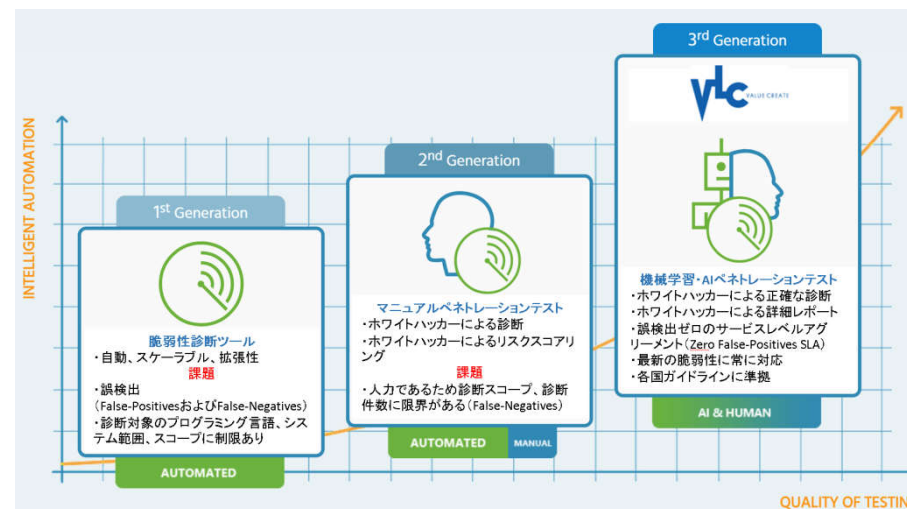 3rd Generation
VLC VALUE CREATE
INTELLIGENT AUTOMATION
2nd Generation
1st Generation
脆弱性診断ツール
・自動、スケーラブル、拡張性
課題
・誤検出
（False-PositivesおよびFalse-Negatives）
・診断対象のプログラミング言語、シス
テム範囲、スコープに制限あり
AUTOMATED
マニュアルペネトレーションテスト
・ホワイトハッカーによる診断
・ホワイトハッカーによるリスクスコアリ
ング
課題
・人力であるため診断スコープ、診断
件数に限界がある（False-Negatives）
AUTOMATED MANUAL
機械学習・AIペネトレーションテスト
・ホワイトハッカーによる正確な診断
・ホワイトハッカーによる詳細レポート
・誤検出ゼロのサービスレベルアグ
リーメント（Zero False-Positives SLA）
・最新の脆弱性に常に対応
・各国ガイドラインに準拠
AI & HUMAN
QUALITY OF TESTIN